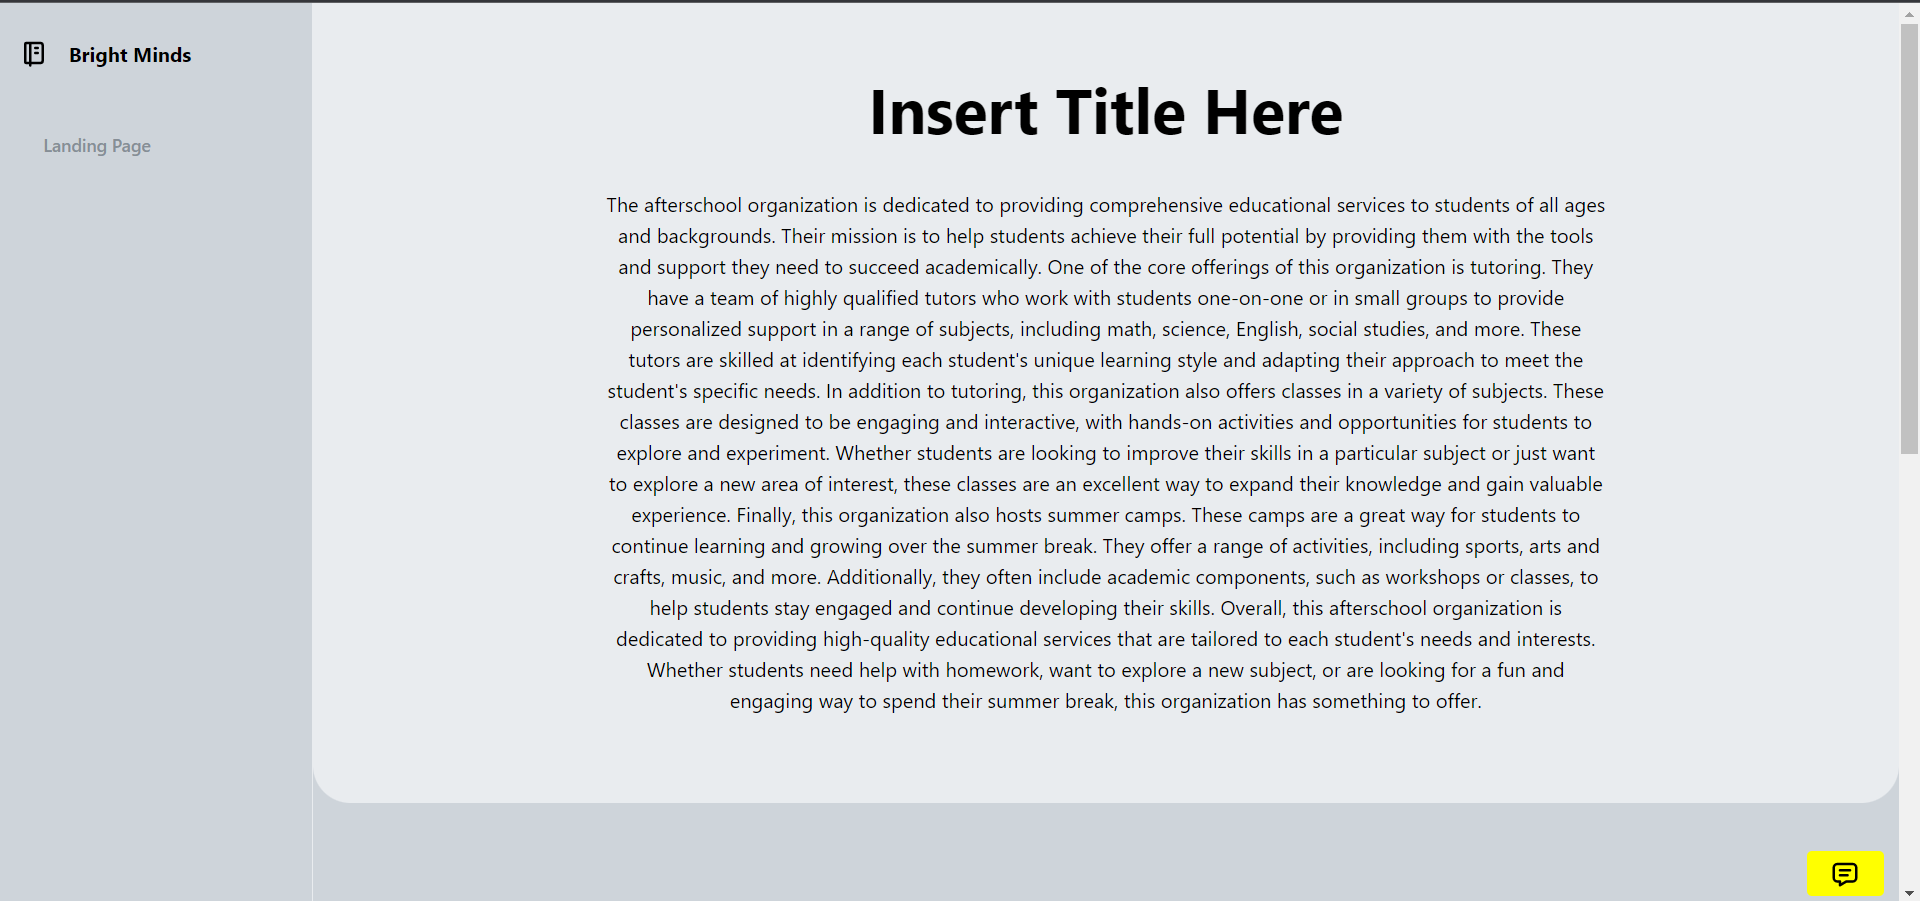 Bright Minds
Landing Page
Insert Title Here
The afterschool organization is dedicated to providing comprehensive educational services to students of all ages
and backgrounds. Their mission is to help students achieve their full potential by providing them with the tools
and support they need to succeed academically. One of the core offerings of this organization is tutoring. They
have a team of highly qualified tutors who work with students one-on-one or in small groups to provide
personalized support in a range of subjects, including math, science, English, social studies, and more. These
tutors are skilled at identifying each student's unique learning style and adapting their approach to meet the
student's specific needs. In addition to tutoring, this organization also offers classes in a variety of subjects. These
classes are designed to be engaging and interactive, with hands-on activities and opportunities for students to
explore and experiment. Whether students are looking to improve their skills in a particular subject or just want
to explore a new area of interest, these classes are an excellent way to expand their knowledge and gain valuable
experience. Finally, this organization also hosts summer camps. These camps are a great way for students to
continue learning and growing over the summer break. They offer a range of activities, including sports, arts and
crafts, music, and more. Additionally, they often include academic components, such as workshops or classes, to
help students stay engaged and continue developing their skills. Overall, this afterschool organization is
dedicated to providing high-quality educational services that are tailored to each student's needs and interests.
Whether students need help with homework, want to explore a new subject, or are looking for a fun and
engaging way to spend their summer break, this organization has something to offer.